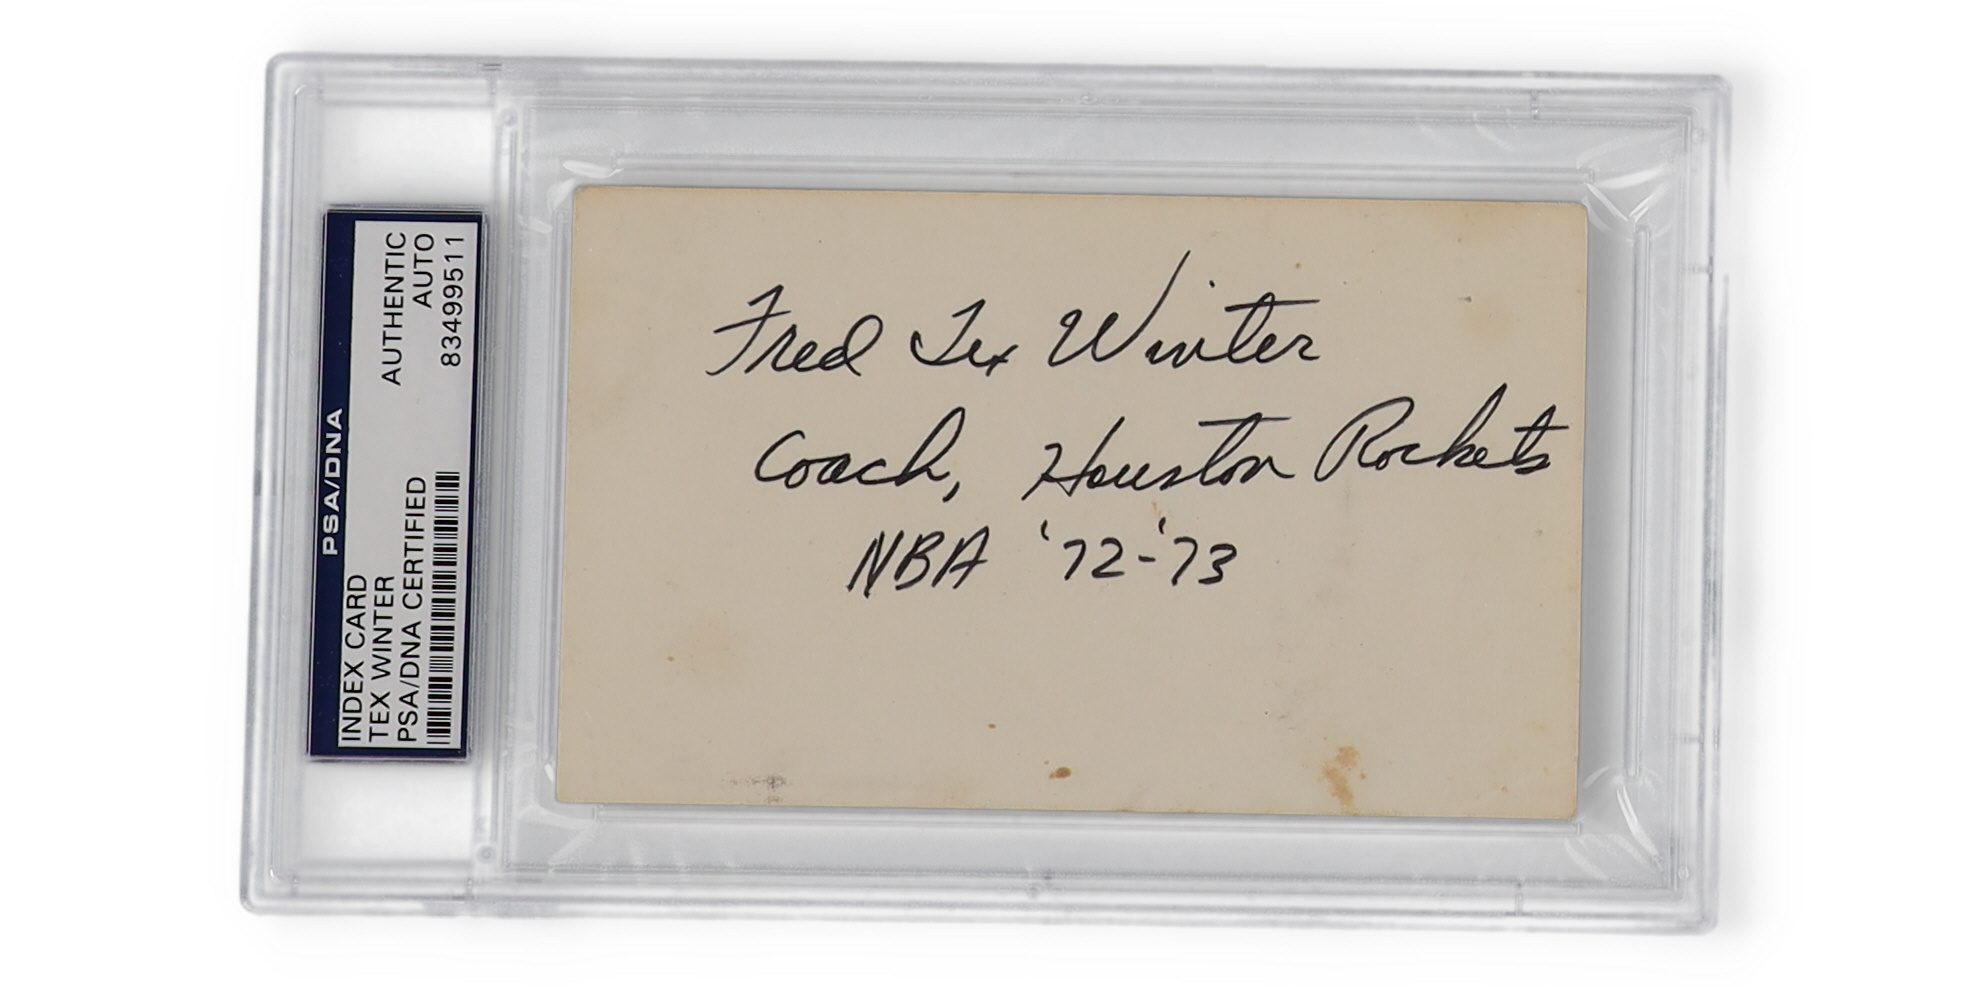 PSA/DNA
INDEX CARD AUTHENTIC
TEX WINTER AUTO
PSA/DNA CERTIFIED 83499511
Fred Tex Winter
Coach, Houston Rockets
NBA '72-'73